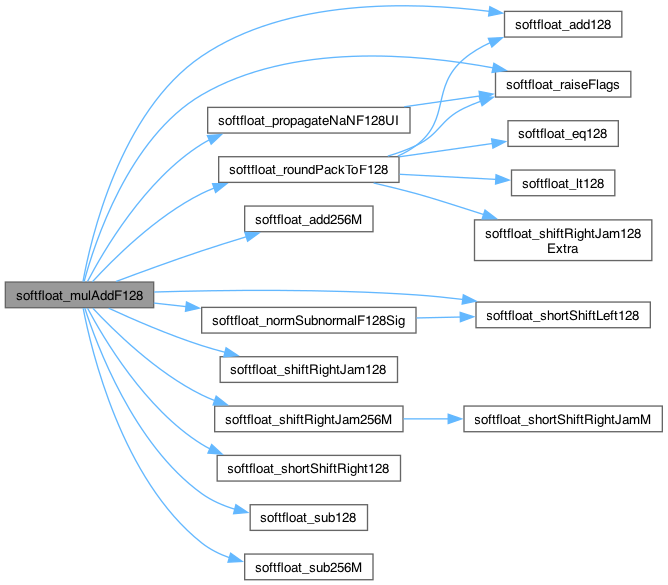 softfloat_add128
softfloat_raiseFlags
softfloat_propagateNaNF128UI
softfloat_eq128
softfloat_roundPackToF128
softfloat_lt128
softfloat_add256M
softfloat_shiftRightJam128
Extra
softfloat_mulAddF128
softfloat_normSubnormalF128Sig
softfloat_shortShiftLeft128
softfloat_shiftRightJam128
softfloat_shiftRightJam256M
softfloat_shortShiftRightJamM
softfloat_shortShiftRight128
softfloat_sub128
softfloat_sub256M